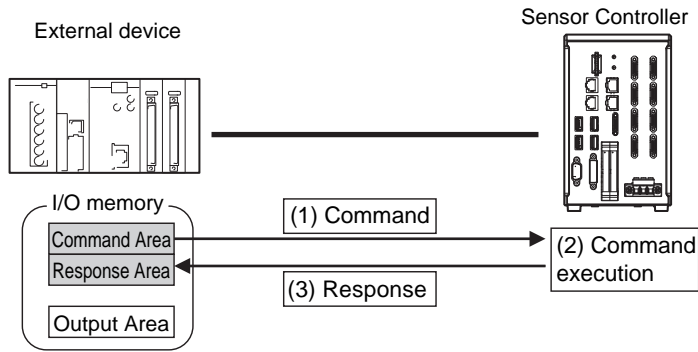 Sensor Controller
External device
I/O memory
Command Area
Response Area
Output Area
(1) Command
(3) Response
(2) Command
execution